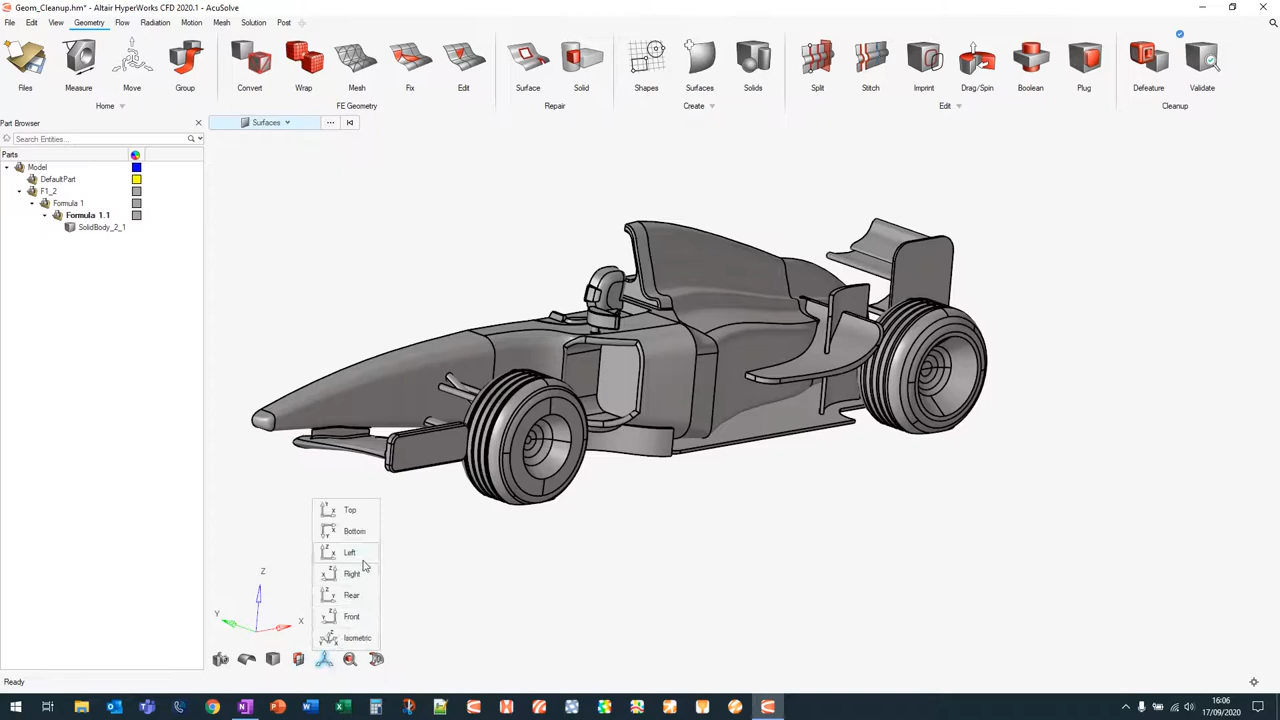 Geom_Cleanup.hm* - Altair HyperWorks CFD 2020.1 - AcuSolve
File Edit View Geometry Flow Radiation Motion Mesh Solution Post
Files Measure Move Group Convert Wrap Mesh Fix Edit Surface Solid Shapes Surfaces Solids Split Stitch Imprint Drag/Spin Boolean Plug Defeature Validate
Home FE Geometry Repair Create Edit Cleanup
Part Browser
Surfaces
Search Entities...
Parts
Model
DefaultPart
F1_2
Formula 1
Formula 1.1
SolidBody_2_1
Y X Top
X Y Bottom
Z X Left
Z X Right
Z Y Rear
Z Y Front
Z Y X Isometric
Z
Y
X
Ready
16:06
17/09/2020